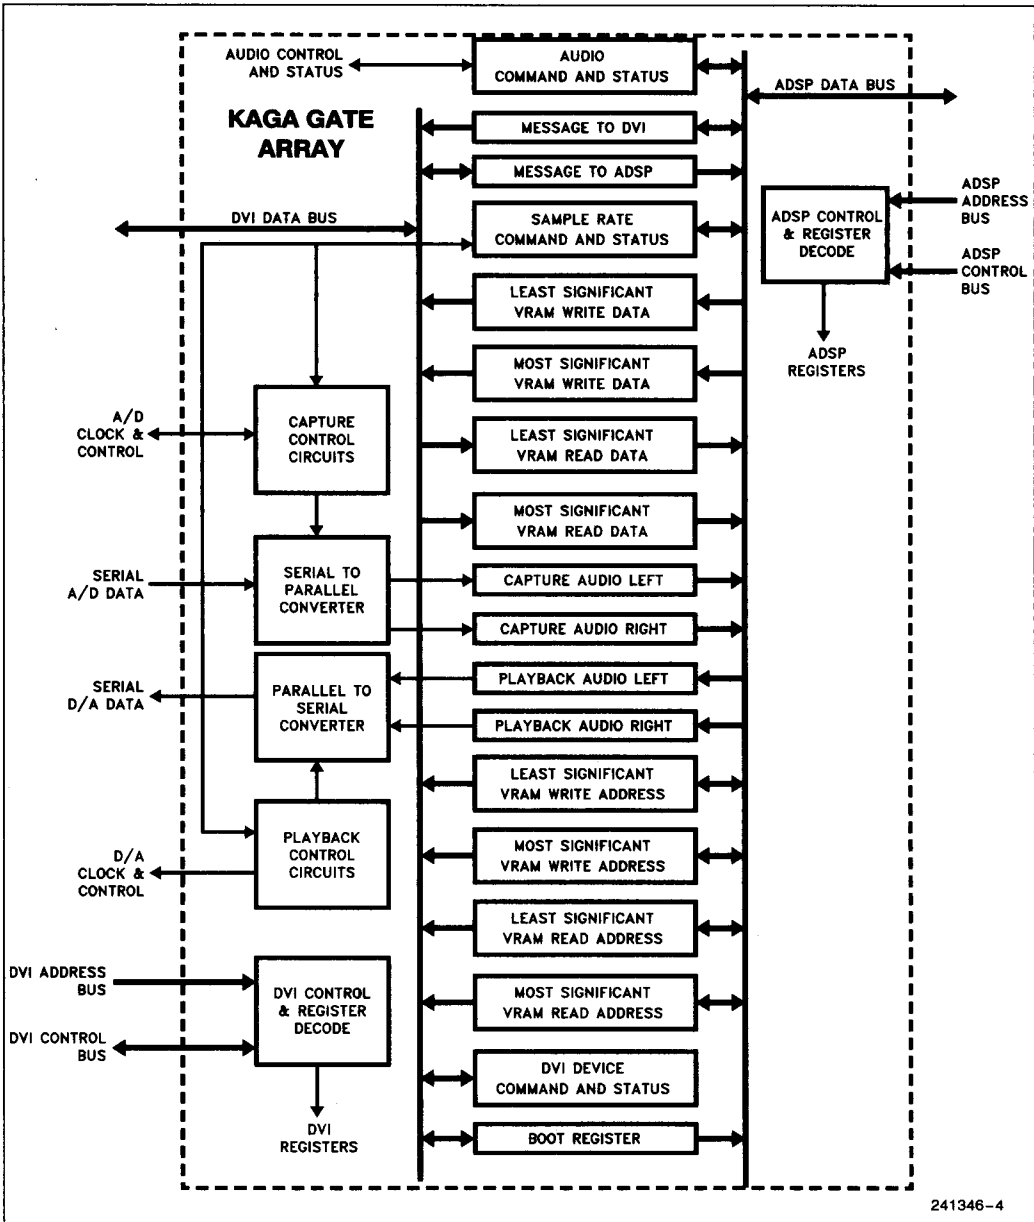 AUDIO CONTROL
AND STATUS
AUDIO
COMMAND AND STATUS
ADSP DATA BUS
KAGA GATE
ARRAY
MESSAGE TO DVI
MESSAGE TO ADSP
DVI DATA BUS
SAMPLE RATE
COMMAND AND STATUS
ADSP CONTROL
& REGISTER
DECODE
ADSP
ADDRESS
BUS
ADSP
CONTROL
BUS
ADSP
REGISTERS
LEAST SIGNIFICANT
VRAM WRITE DATA
MOST SIGNIFICANT
VRAM WRITE DATA
A/D
CLOCK &
CONTROL
CAPTURE
CONTROL
CIRCUITS
LEAST SIGNIFICANT
VRAM READ DATA
MOST SIGNIFICANT
VRAM READ DATA
SERIAL
A/D DATA
SERIAL TO
PARALLEL
CONVERTER
CAPTURE AUDIO LEFT
CAPTURE AUDIO RIGHT
SERIAL
D/A DATA
PARALLEL TO
SERIAL
CONVERTER
PLAYBACK AUDIO LEFT
PLAYBACK AUDIO RIGHT
LEAST SIGNIFICANT
VRAM WRITE ADDRESS
D/A
CLOCK &
CONTROL
PLAYBACK
CONTROL
CIRCUITS
MOST SIGNIFICANT
VRAM WRITE ADDRESS
LEAST SIGNIFICANT
VRAM READ ADDRESS
DVI ADDRESS
BUS
DVI CONTROL
BUS
DVI CONTROL
& REGISTER
DECODE
MOST SIGNIFICANT
VRAM READ ADDRESS
DVI DEVICE
COMMAND AND STATUS
DVI
REGISTERS
BOOT REGISTER
241346-4